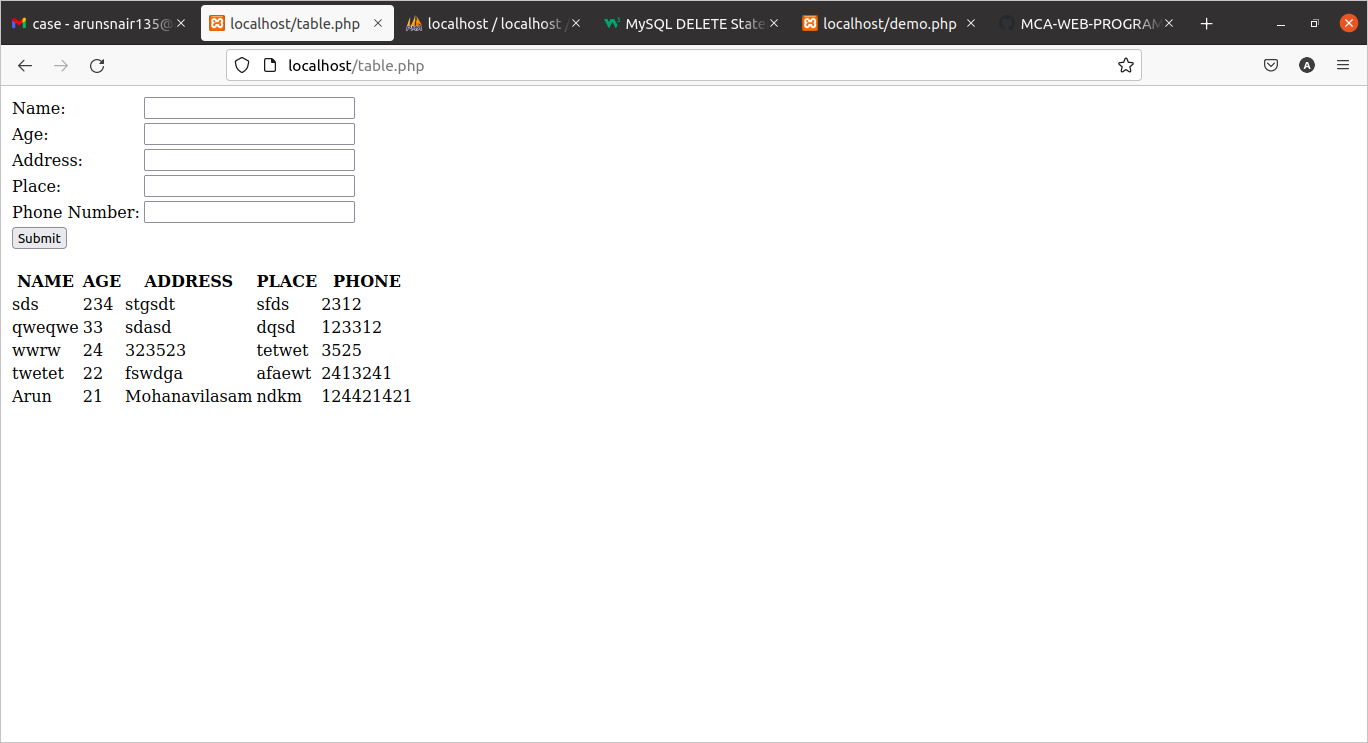 case - arunsnair135@ localhost/table.php localhost / localhost / MySQL DELETE State localhost/demo.php MCA-WEB-PROGRAM
localhost/table.php A
Name:
Age:
Address:
Place:
Phone Number:
Submit
NAME AGE ADDRESS PLACE PHONE
sds 234 stgsdt sfds 2312
qweqwe 33 sdasd dqsd 123312
wwrw 24 323523 tetwet 3525
twetet 22 fswdga afaewt 2413241
Arun 21 Mohanavilasam ndkm 124421421